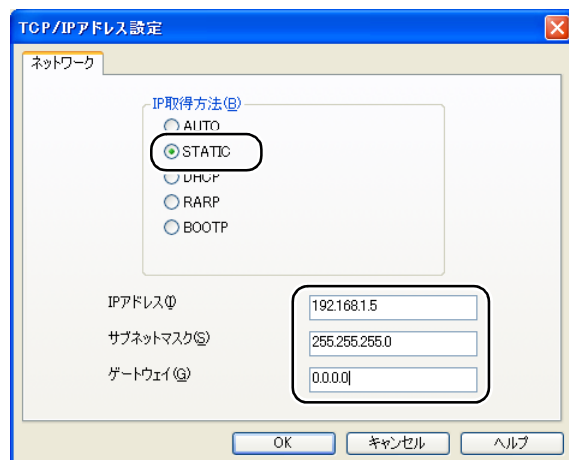 TCP/IPアドレス設定
ネットワーク
IP取得方法(B)
AUTO
STATIC
DHCP
RARP
BOOTP
IPアドレス(I) 192.168.1.5
サブネットマスク(S) 255.255.255.0
ゲートウェイ(G) 0.0.0.0
OK キャンセル ヘルプ